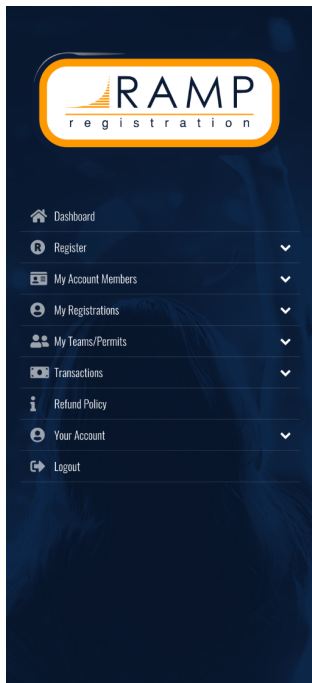 RAMP
registration
Dashboard
Register
My Account Members
My Registrations
My Teams/Permits
Transactions
Refund Policy
Your Account
Logout